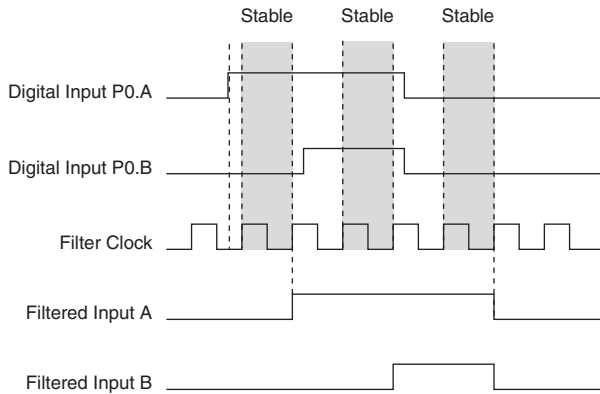 Stable Stable Stable
Digital Input P0.A
Digital Input P0.B
Filter Clock
Filtered Input A
Filtered Input B